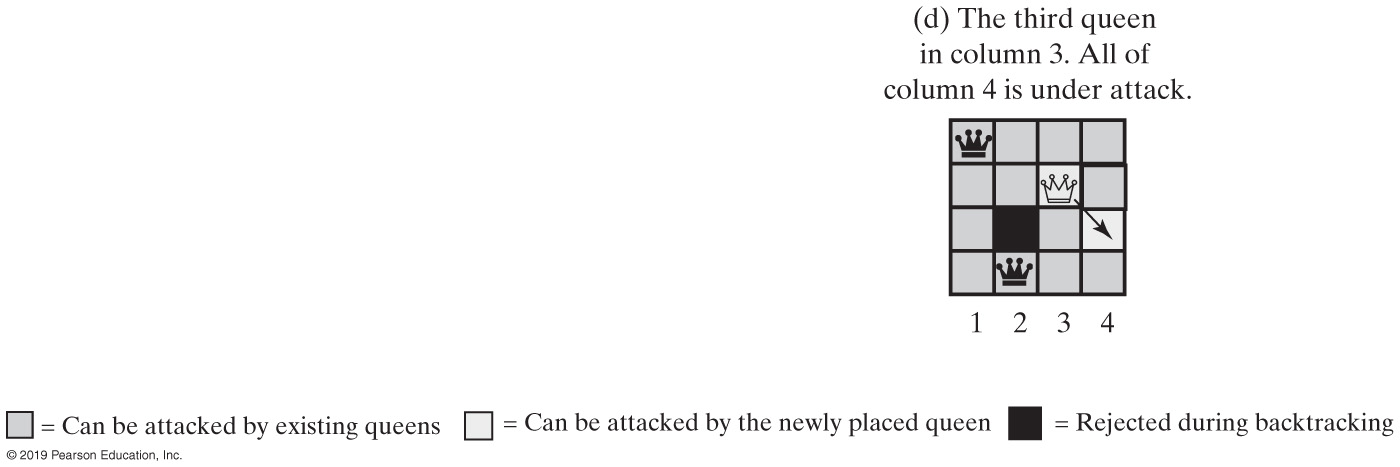 (d) The third queen
in column 3. All of
column 4 is under attack.
1 2 3 4
= Can be attacked by existing queens = Can be attacked by the newly placed queen = Rejected during backtracking
© 2019 Pearson Education, Inc.